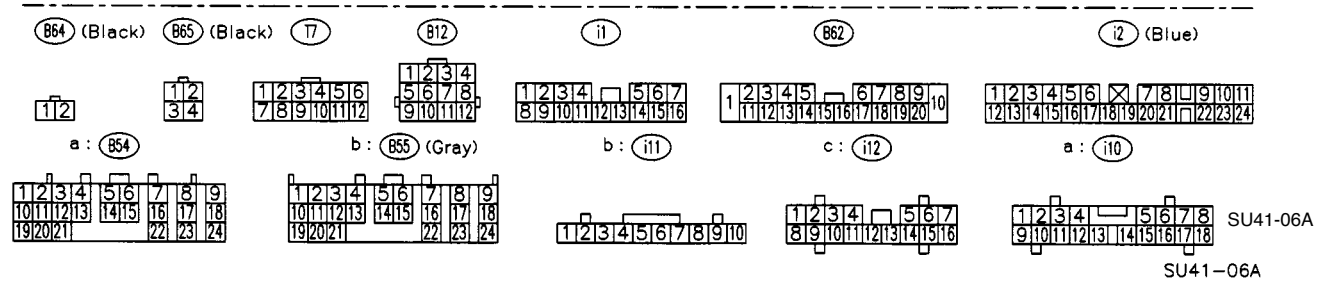 B64 (Black) B65 (Black) T7 B12 i1 B62 i2 (Blue)
1 2
1 2
3 4
1 2 3 4 5 6
7 8 9 10 11 12
1 2 3 4
5 6 7 8
9 10 11 12
1 2 3 4 5 6 7
8 9 10 11 12 13 14 15 16
1 2 3 4 5 6 7 8 9 10
11 12 13 14 15 16 17 18 19 20
1 2 3 4 5 6 7 8 9 10 11
12 13 14 15 16 17 18 19 20 21 22 23 24
a : B54 b : B55 (Gray) b : i11 c : i12 a : i10
1 2 3 4 5 6 7 8 9
10 11 12 13 14 15 16 17 18
19 20 21 22 23 24
1 2 3 4 5 6 7 8 9
10 11 12 13 14 15 16 17 18
19 20 21 22 23 24
1 2 3 4 5 6 7 8 9 10
1 2 3 4 5 6 7
8 9 10 11 12 13 14 15 16
1 2 3 4 5 6 7 8
9 10 11 12 13 14 15 16 17 18
SU41-06A
SU41-06A